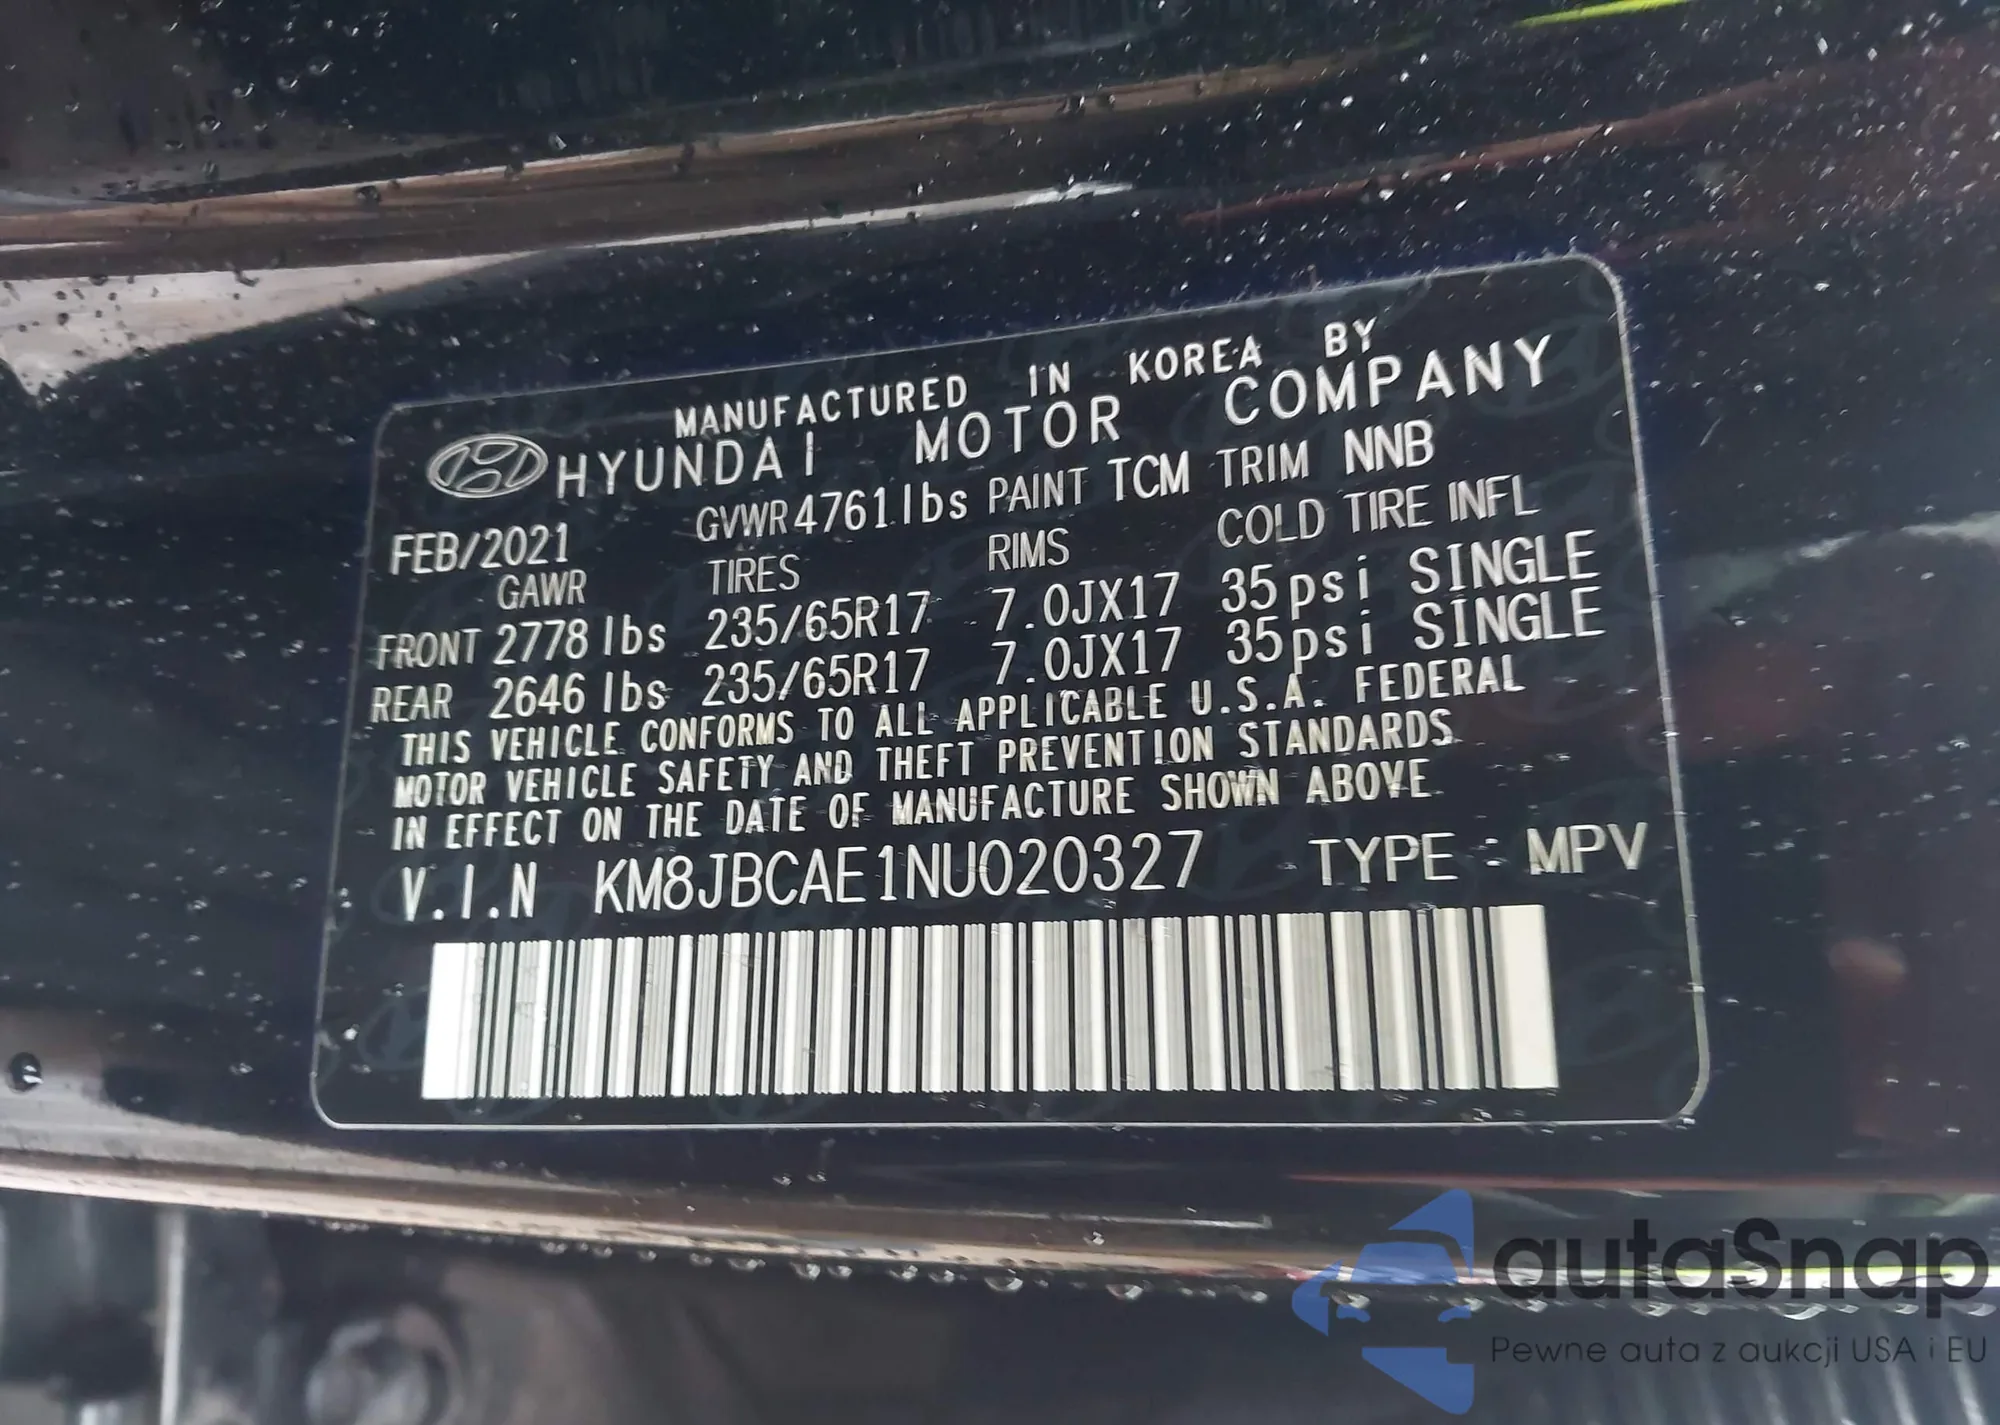 MANUFACTURED IN KOREA BY
HYUNDAI MOTOR COMPANY
FEB/2021 GVWR 4761lbs PAINT TCM TRIM NNB
GAWR TIRES RIMS COLD TIRE INFL
FRONT 2778 lbs 235/65R17 7.0JX17 35psi SINGLE
REAR 2646 lbs 235/65R17 7.0JX17 35psi SINGLE
THIS VEHICLE CONFORMS TO ALL APPLICABLE U.S.A. FEDERAL
MOTOR VEHICLE SAFETY AND THEFT PREVENTION STANDARDS
IN EFFECT ON THE DATE OF MANUFACTURE SHOWN ABOVE
V.I.N KM8JBCAE1NU020327 TYPE : MPV
autaSnap
Pewne auta z aukcji USA i EU